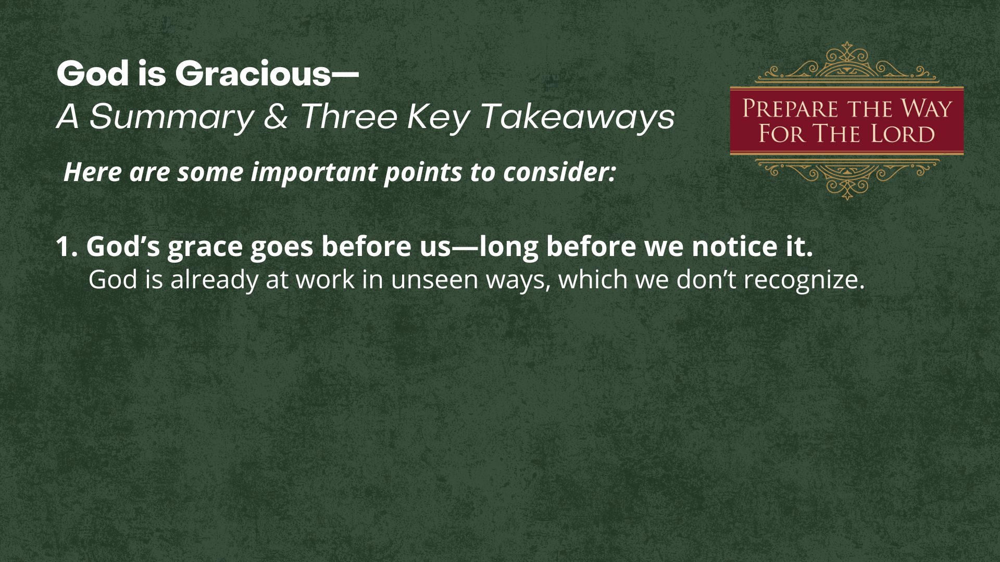 God is Gracious—
A Summary & Three Key Takeaways
PREPARE THE WAY
FOR THE LORD
Here are some important points to consider:
1. God’s grace goes before us—long before we notice it.
God is already at work in unseen ways, which we don’t recognize.